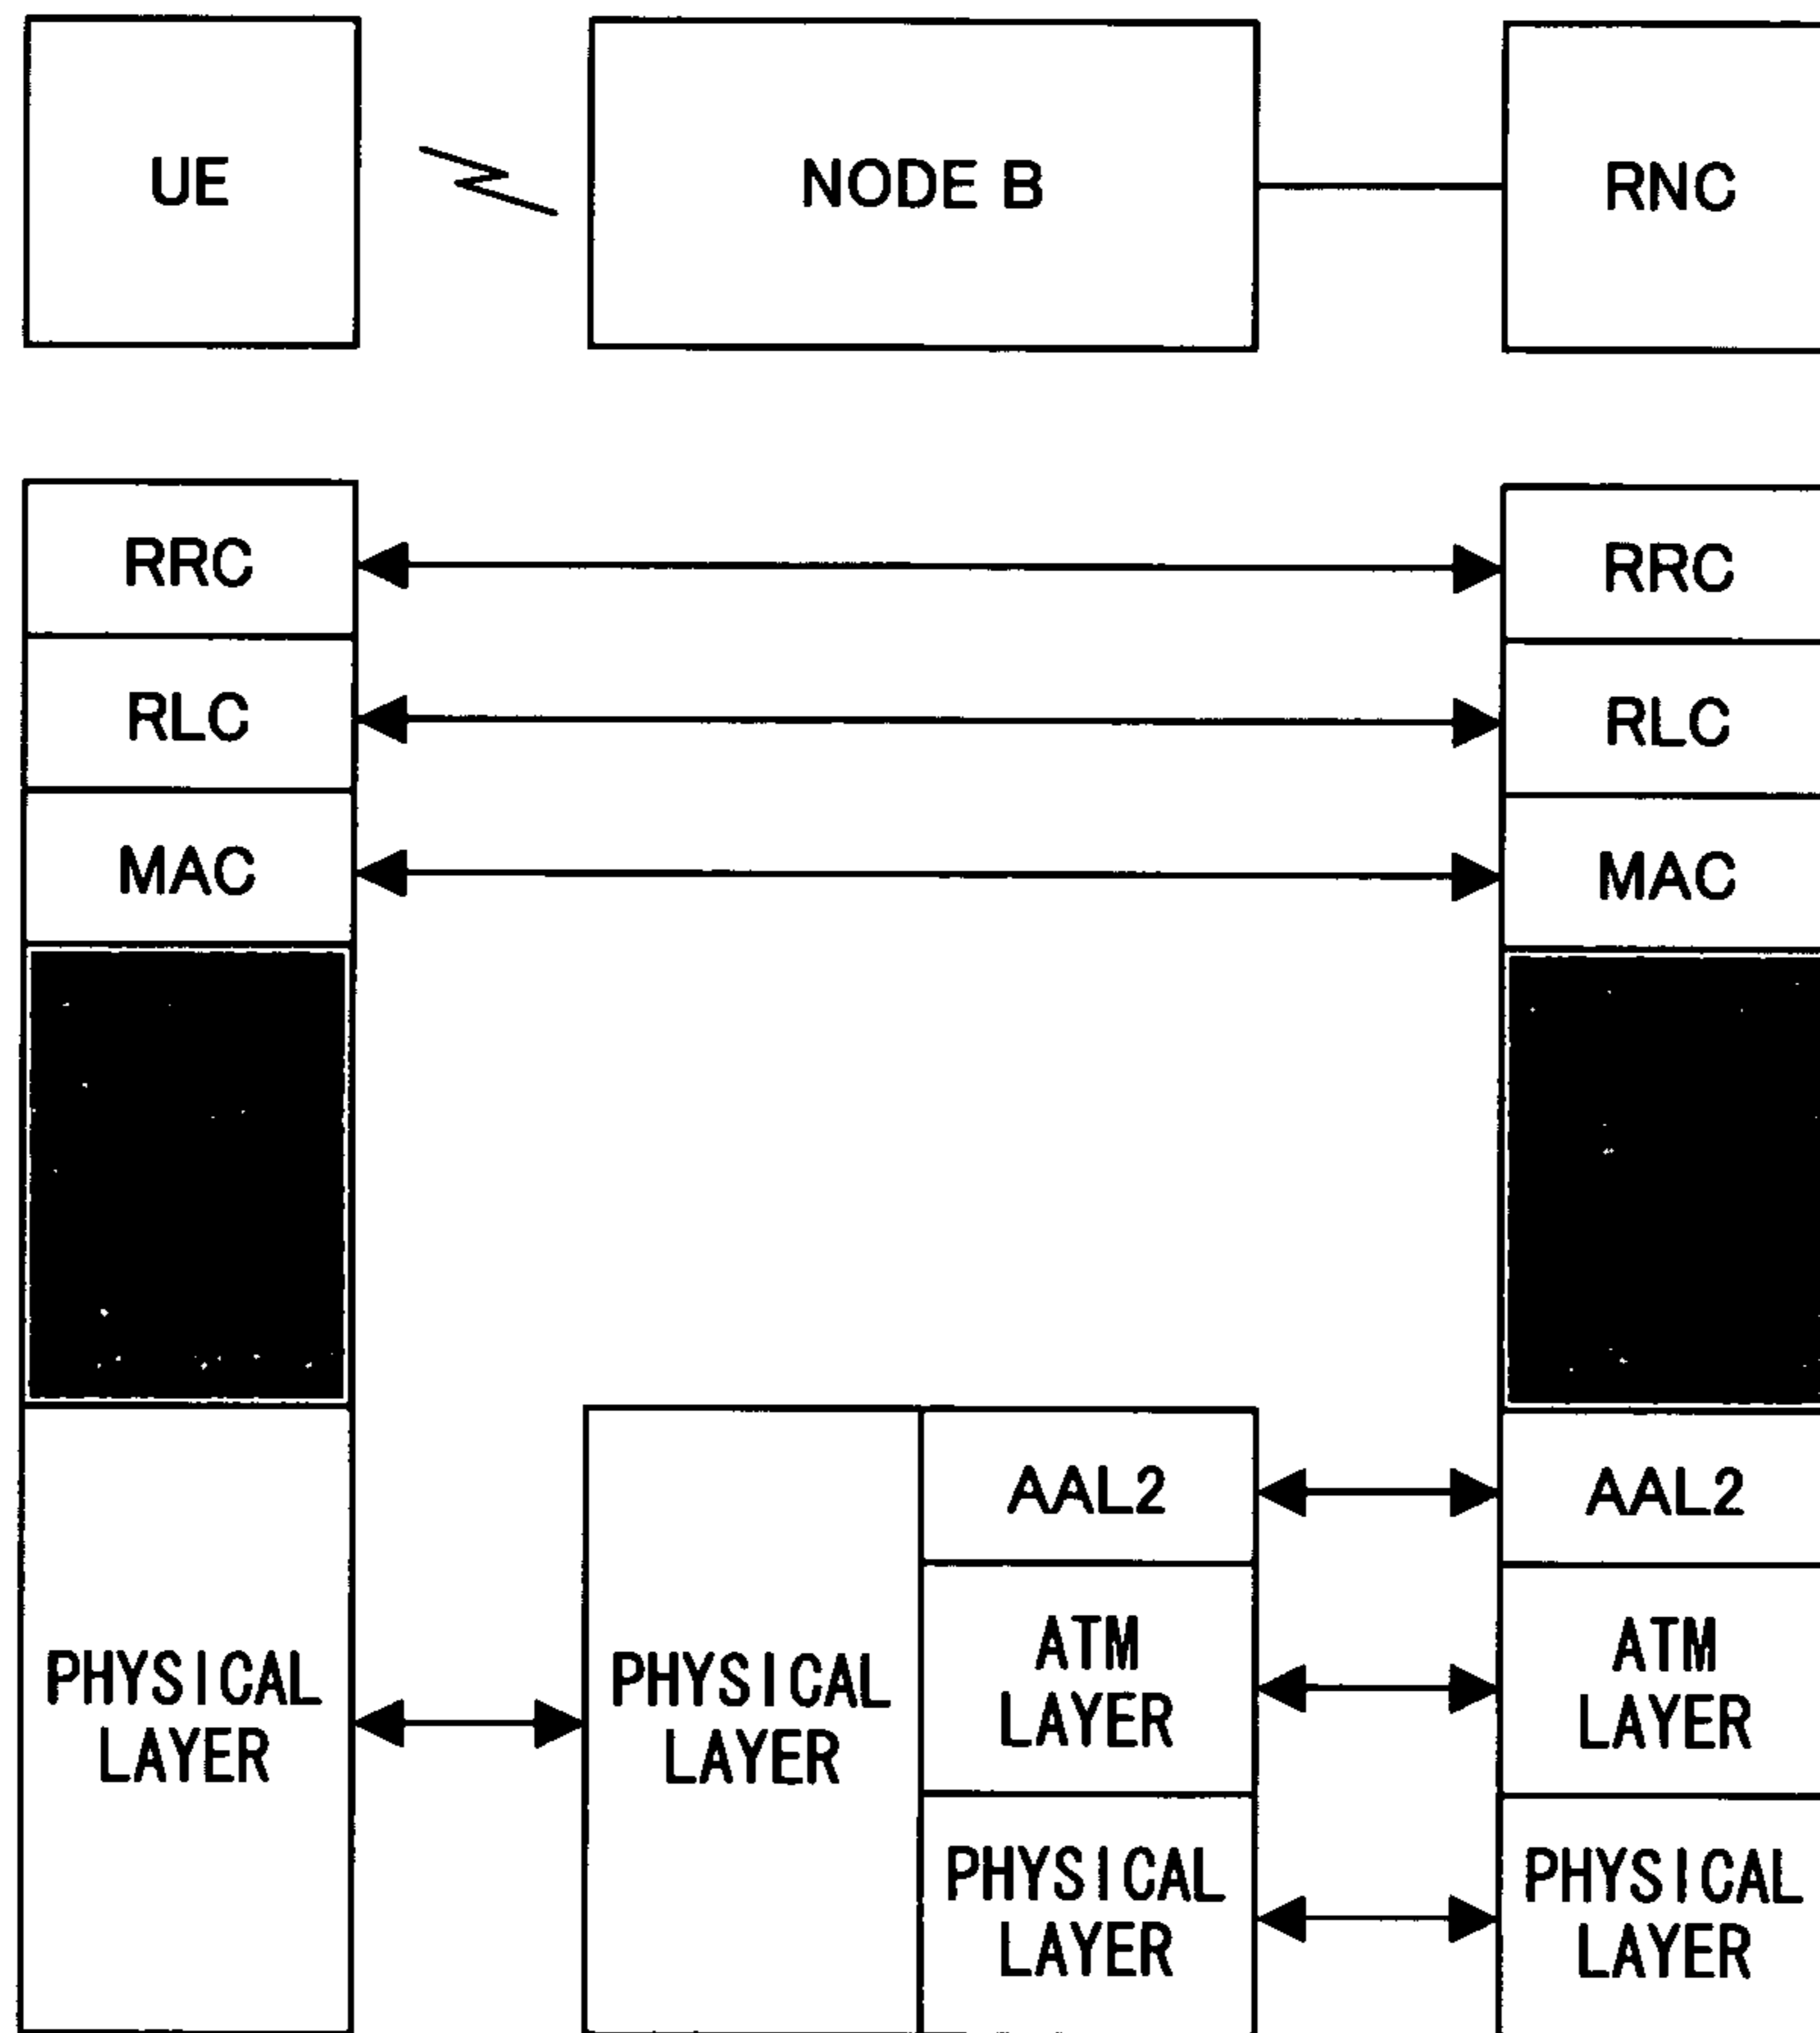 UE
NODE B
RNC
RRC
RRC
RLC
RLC
MAC
MAC
AAL2
AAL2
PHYSICAL
LAYER
PHYSICAL
LAYER
ATM
LAYER
ATM
LAYER
PHYSICAL
LAYER
PHYSICAL
LAYER